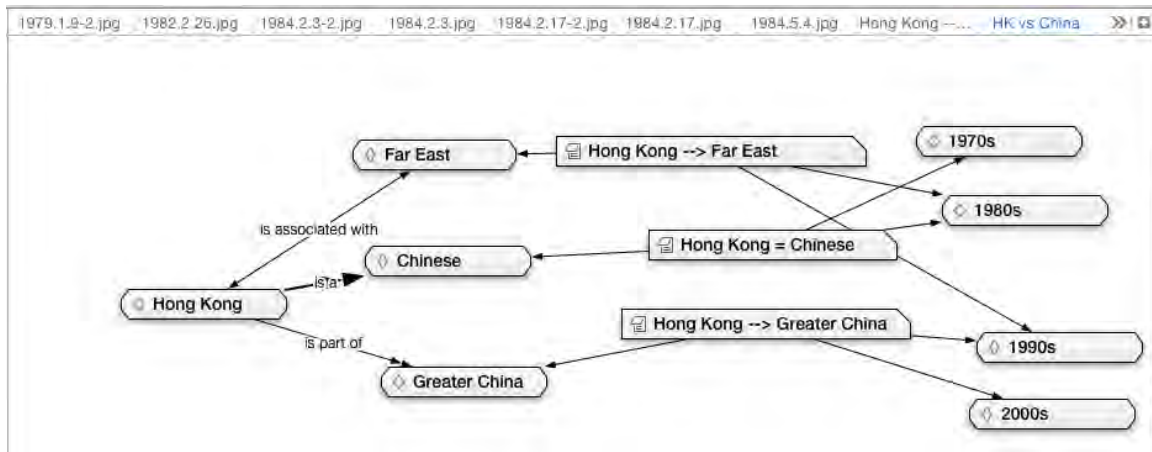 1979.1.9-2.jpg 1982.2.26.jpg 1984.2.3-2.jpg 1984.2.3.jpg 1984.2.17-2.jpg 1984.2.17.jpg 1984.5.4.jpg Hong Kong --... HK vs China
Far East
Hong Kong --> Far East
1970s
1980s
is associated with
Hong Kong = Chinese
Chinese
is a
Hong Kong
Hong Kong --> Greater China
is part of
1990s
Greater China
2000s